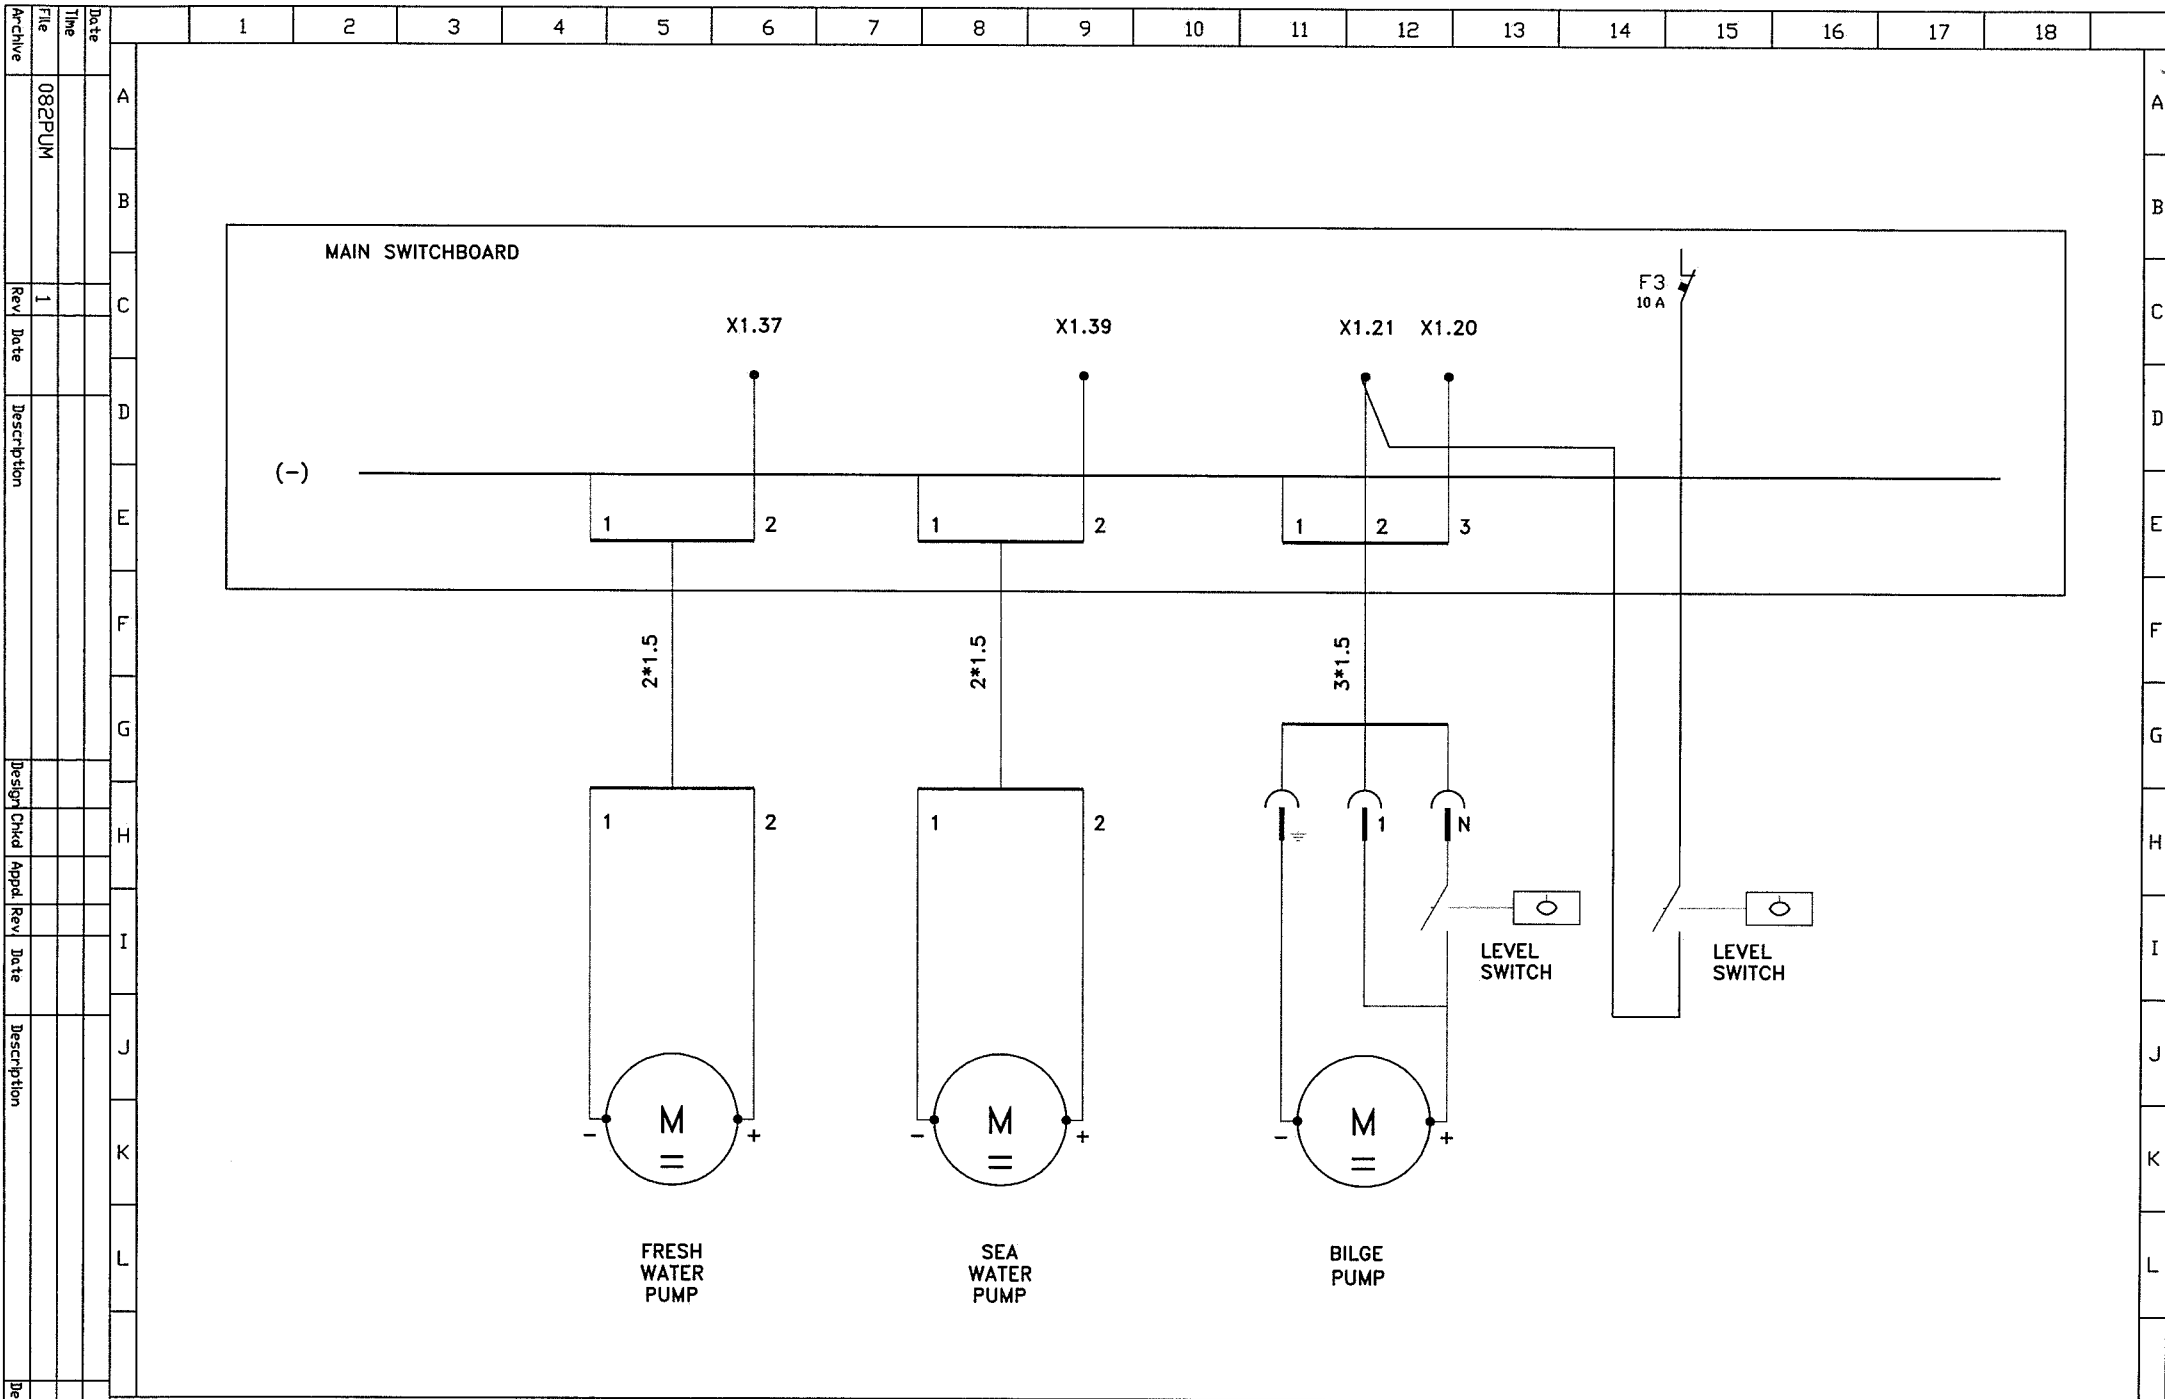 Date
Time
File 082PUM 1
Archive Rev. Date Description Design Chkd Appd. Rev. Date Description De
1 2 3 4 5 6 7 8 9 10 11 12 13 14 15 16 17 18
A A
B B
MAIN SWITCHBOARD
F3
10 A
C C
X1.37 X1.39 X1.21 X1.20
D D
(-)
E 1 2 1 2 1 2 3 E
F F
2*1.5 2*1.5 3*1.5
G G
1 2 1 2 1 N
H H
I I
LEVEL LEVEL
SWITCH SWITCH
J J
M M M
- + - + - +
=  =  =
K K
FRESH SEA BILGE
WATER WATER PUMP
PUMP PUMP
L L